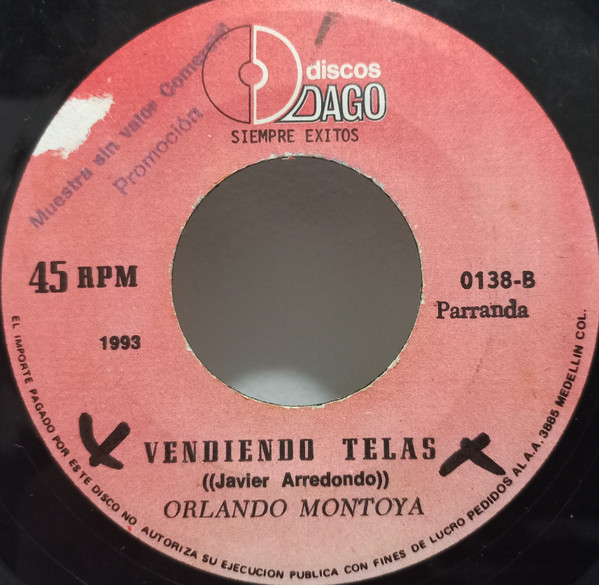 discos
DAGO
SIEMPRE EXITOS
Muestra sin valor Comercial
Promoción
45 RPM
0138-B
Parranda
1993
VENDIENDO TELAS
((Javier Arredondo))
ORLANDO MONTOYA
EL IMPORTE PAGADO POR ESTE DISCO NO AUTORIZA SU EJECUCION PUBLICA CON FINES DE LUCRO PEDIDOS AL A.A. 3885 MEDELLIN COL.